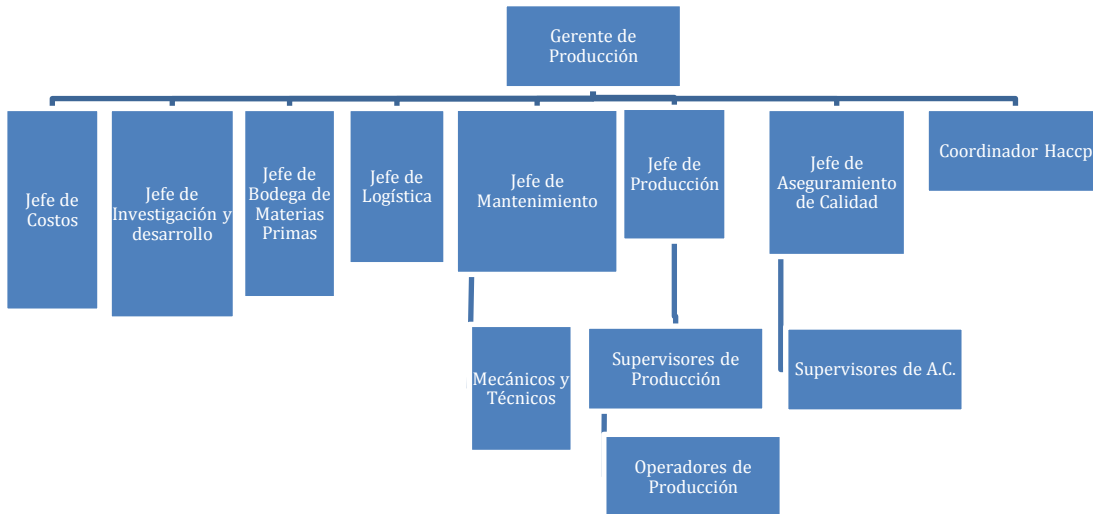 Gerente de
Producción
Jefe de
Costos
Jefe de
Investigación y
desarrollo
Jefe de
Bodega de
Materias
Primas
Jefe de
Logística
Jefe de
Mantenimiento
Jefe de
Producción
Jefe de
Aseguramiento
de Calidad
Coordinador Haccp
Mecánicos y
Técnicos
Supervisores de
Producción
Supervisores de A.C.
Operadores de
Producción